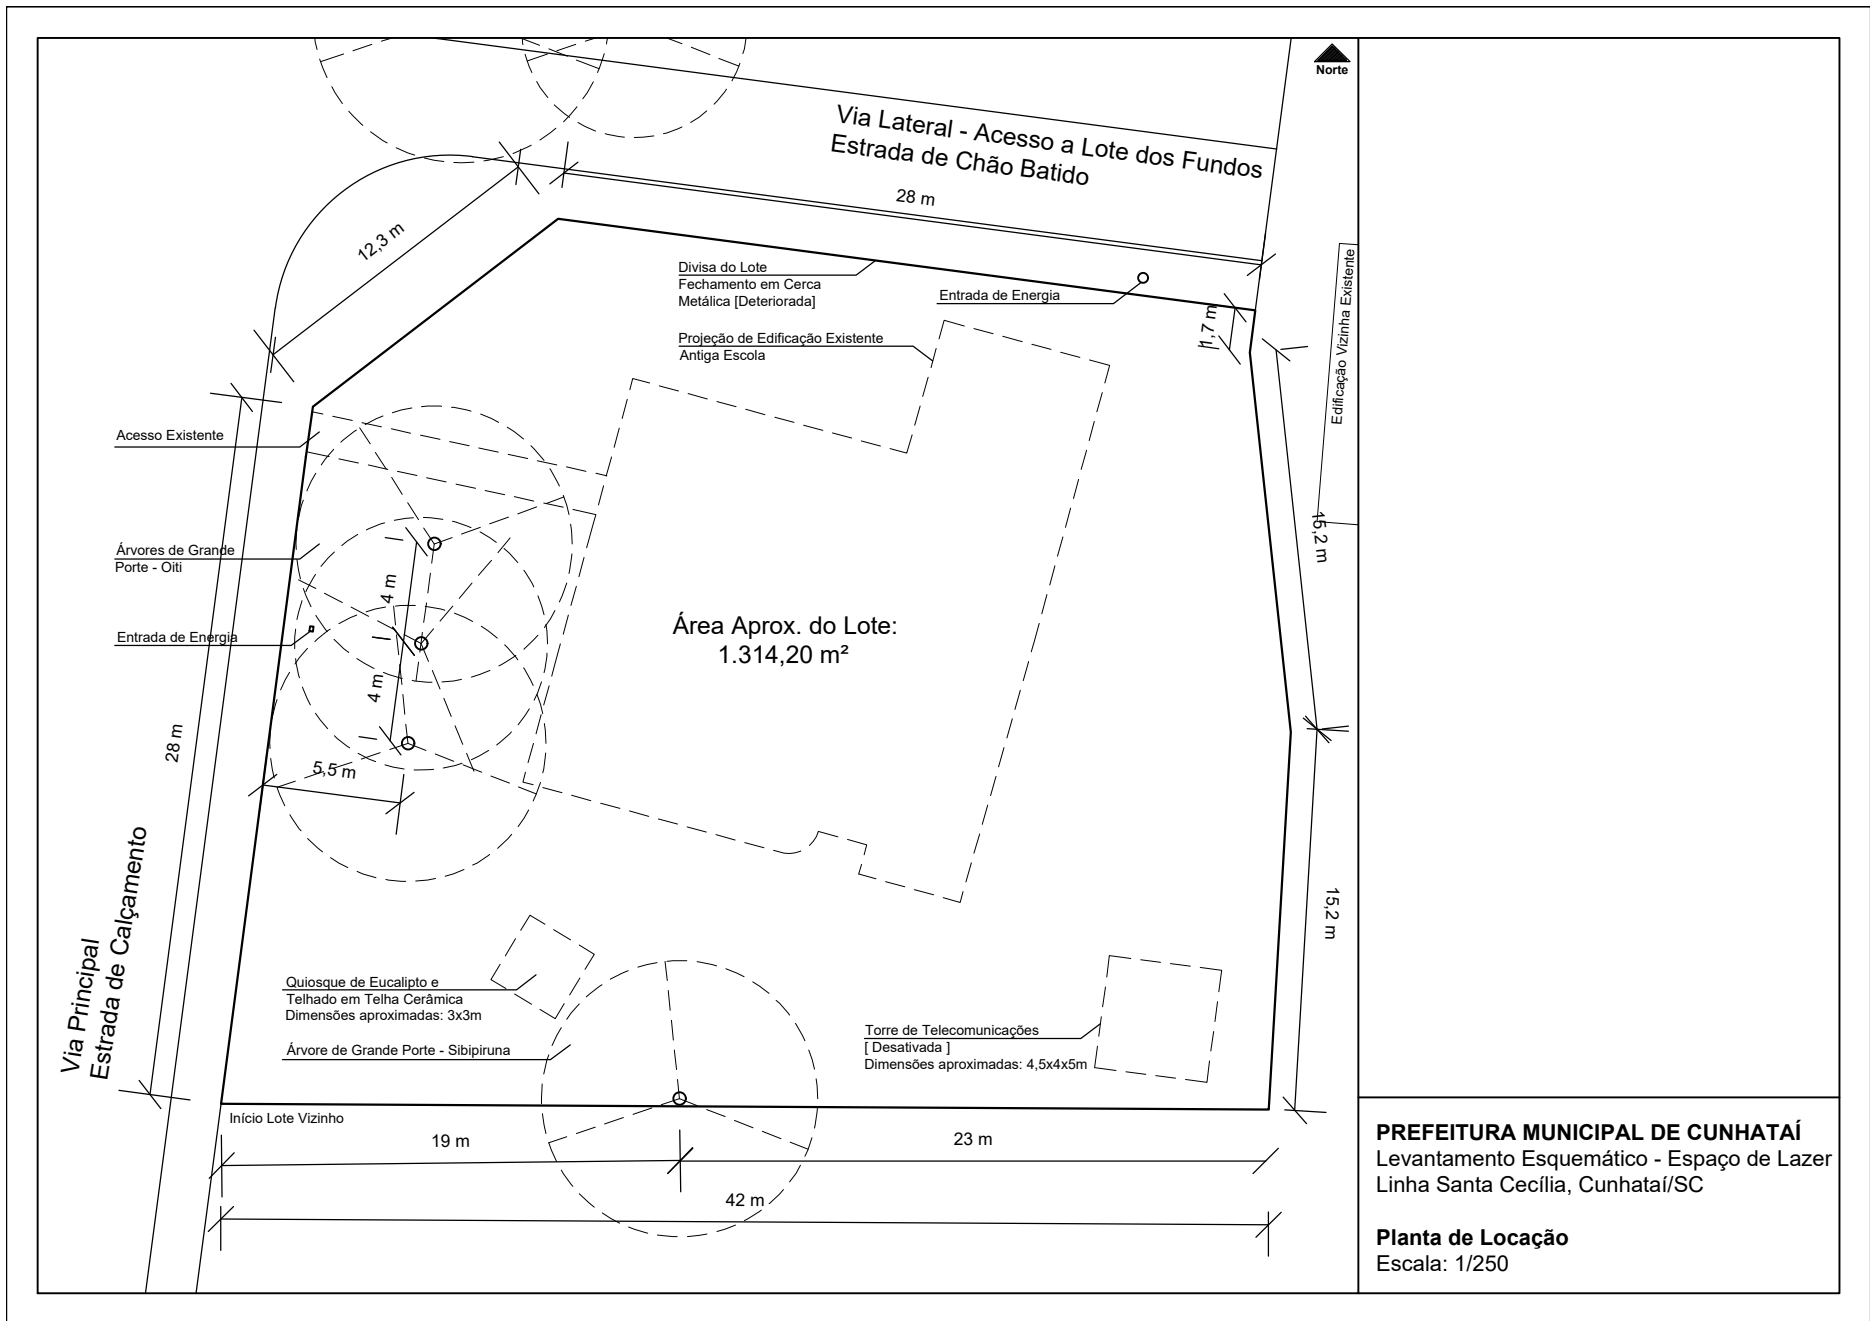 Norte
Via Lateral - Acesso a Lote dos Fundos
Estrada de Chão Batido
28 m
12,3 m
Divisa do Lote
Fechamento em Cerca
Metálica [Deteriorada]
Entrada de Energia
1,7 m
Edificação Vizinha Existente
Projeção de Edificação Existente
Antiga Escola
Acesso Existente
15,2 m
Árvores de Grande
Porte - Oiti
4 m
Entrada de Energia
Área Aprox. do Lote:
1.314,20 m²
4 m
28 m
5,5 m
Via Principal
Estrada de Calçamento
15,2 m
Quiosque de Eucalipto e
Telhado em Telha Cerâmica
Dimensões aproximadas: 3x3m
Árvore de Grande Porte - Sibipiruna
Torre de Telecomunicações
[ Desativada ]
Dimensões aproximadas: 4,5x4x5m
Início Lote Vizinho
19 m
23 m
42 m
PREFEITURA MUNICIPAL DE CUNHATAÍ
Levantamento Esquemático - Espaço de Lazer
Linha Santa Cecília, Cunhataí/SC
Planta de Locação
Escala: 1/250